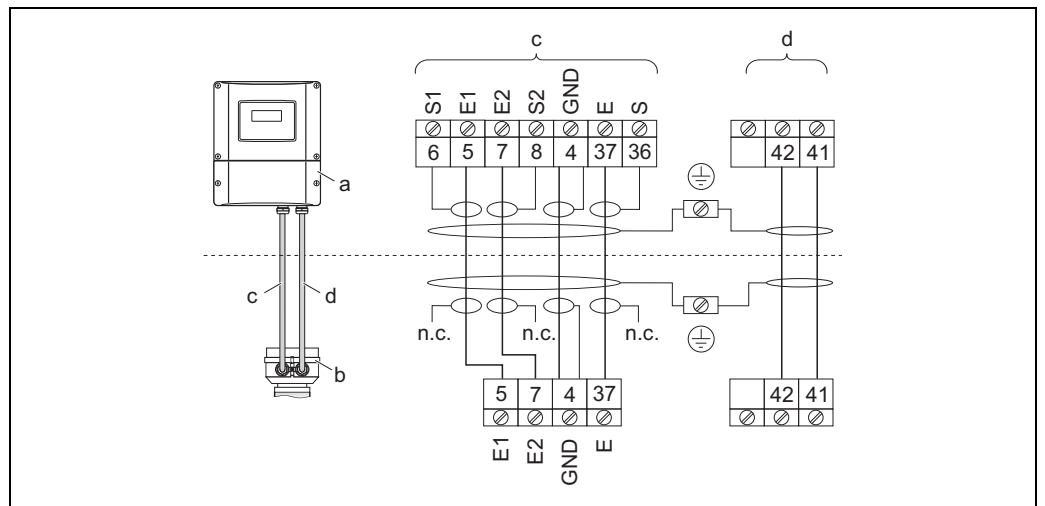 c d
S1 E1 E2 S2 GND E S
6 5 7 8 4 37 36 42 41
a
c d
n.c. n.c. n.c.
b
5 7 4 37 42 41
E1 E2 GND E